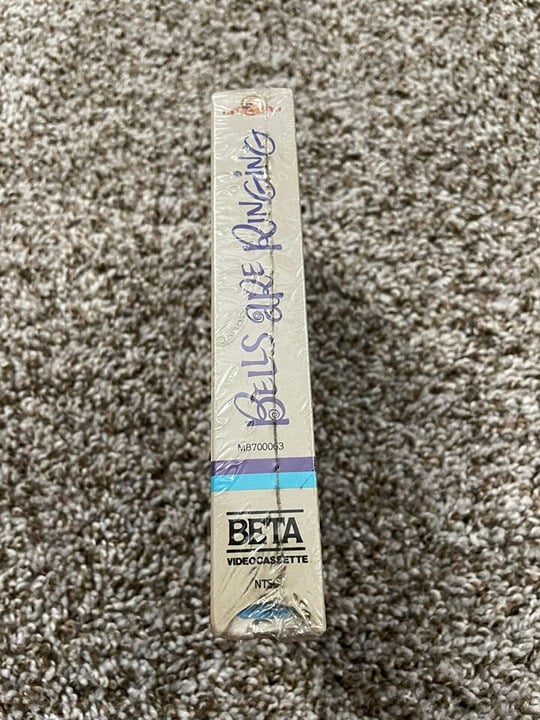 BELLS ARE RINGING
MB700063
BETA
VIDEOCASSETTE
NTSC